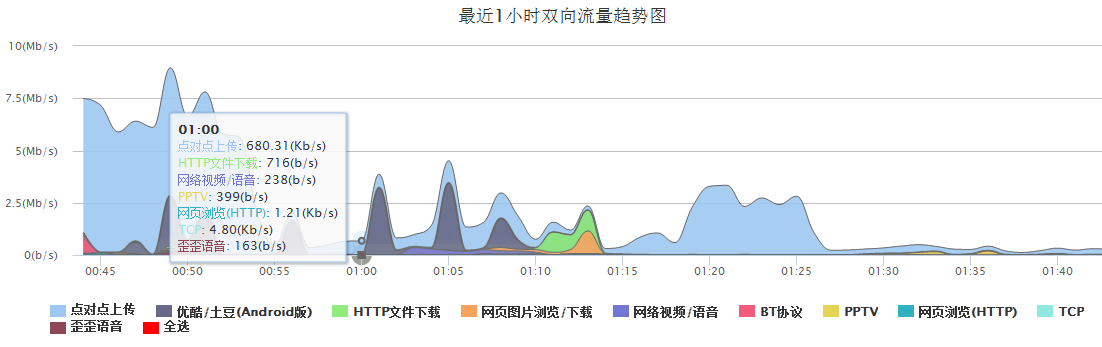 最近1小时双向流量趋势图
10(Mb/s)
7.5(Mb/s)
5(Mb/s)
2.5(Mb/s)
0(b/s)
01:00
点对点上传: 680.31(Kb/s)
HTTP文件下载: 716(b/s)
网络视频/语音: 238(b/s)
PPTV: 399(b/s)
网页浏览(HTTP): 1.21(Kb/s)
TCP: 4.80(Kb/s)
歪歪语音: 163(b/s)
00:45 00:50 00:55 01:00 01:05 01:10 01:15 01:20 01:25 01:30 01:35 01:40
点对点上传 优酷/土豆(Android版) HTTP文件下载 网页图片浏览/下载 网络视频/语音 BT协议 PPTV 网页浏览(HTTP) TCP
歪歪语音 全选